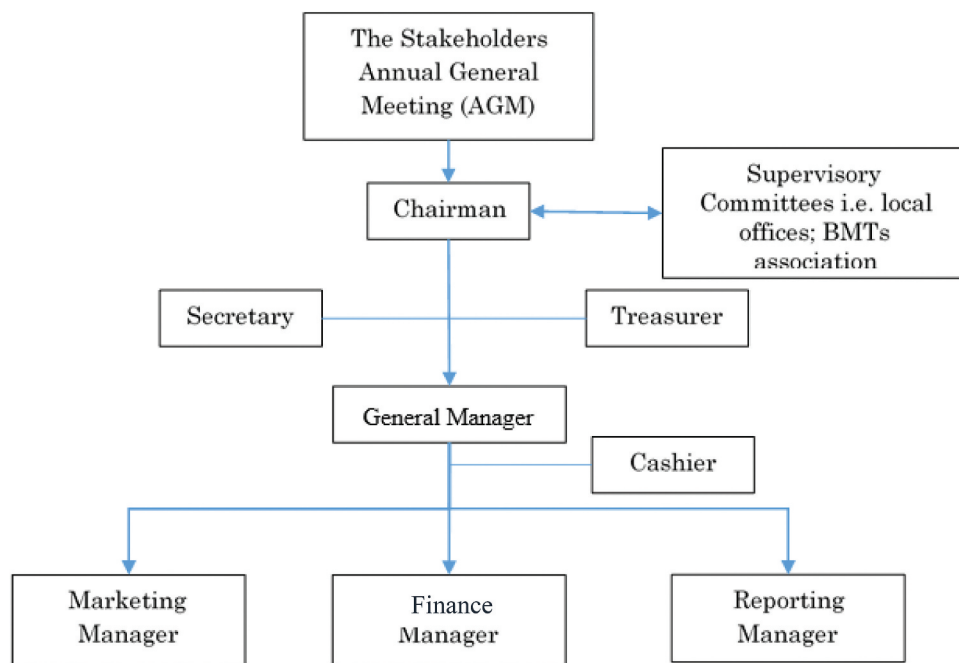 The Stakeholders
Annual General
Meeting (AGM)
Supervisory
Committees i.e. local
offices; BMTs
association
Chairman
Secretary
Treasurer
General Manager
Cashier
Marketing
Manager
Finance
Manager
Reporting
Manager